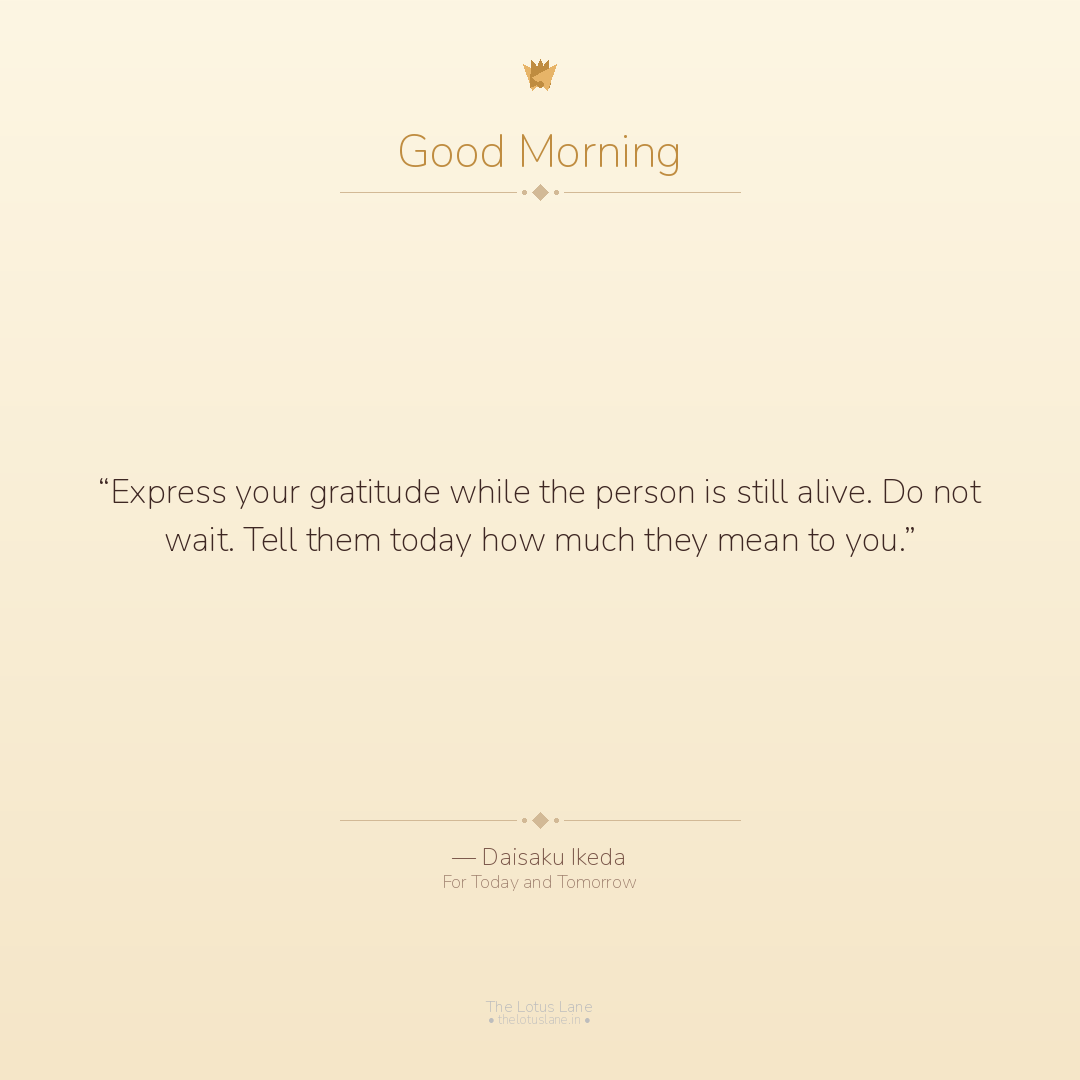 Good Morning
“Express your gratitude while the person is still alive. Do not
wait. Tell them today how much they mean to you.”
— Daisaku Ikeda
For Today and Tomorrow
The Lotus Lane
• thelotuslane.in •